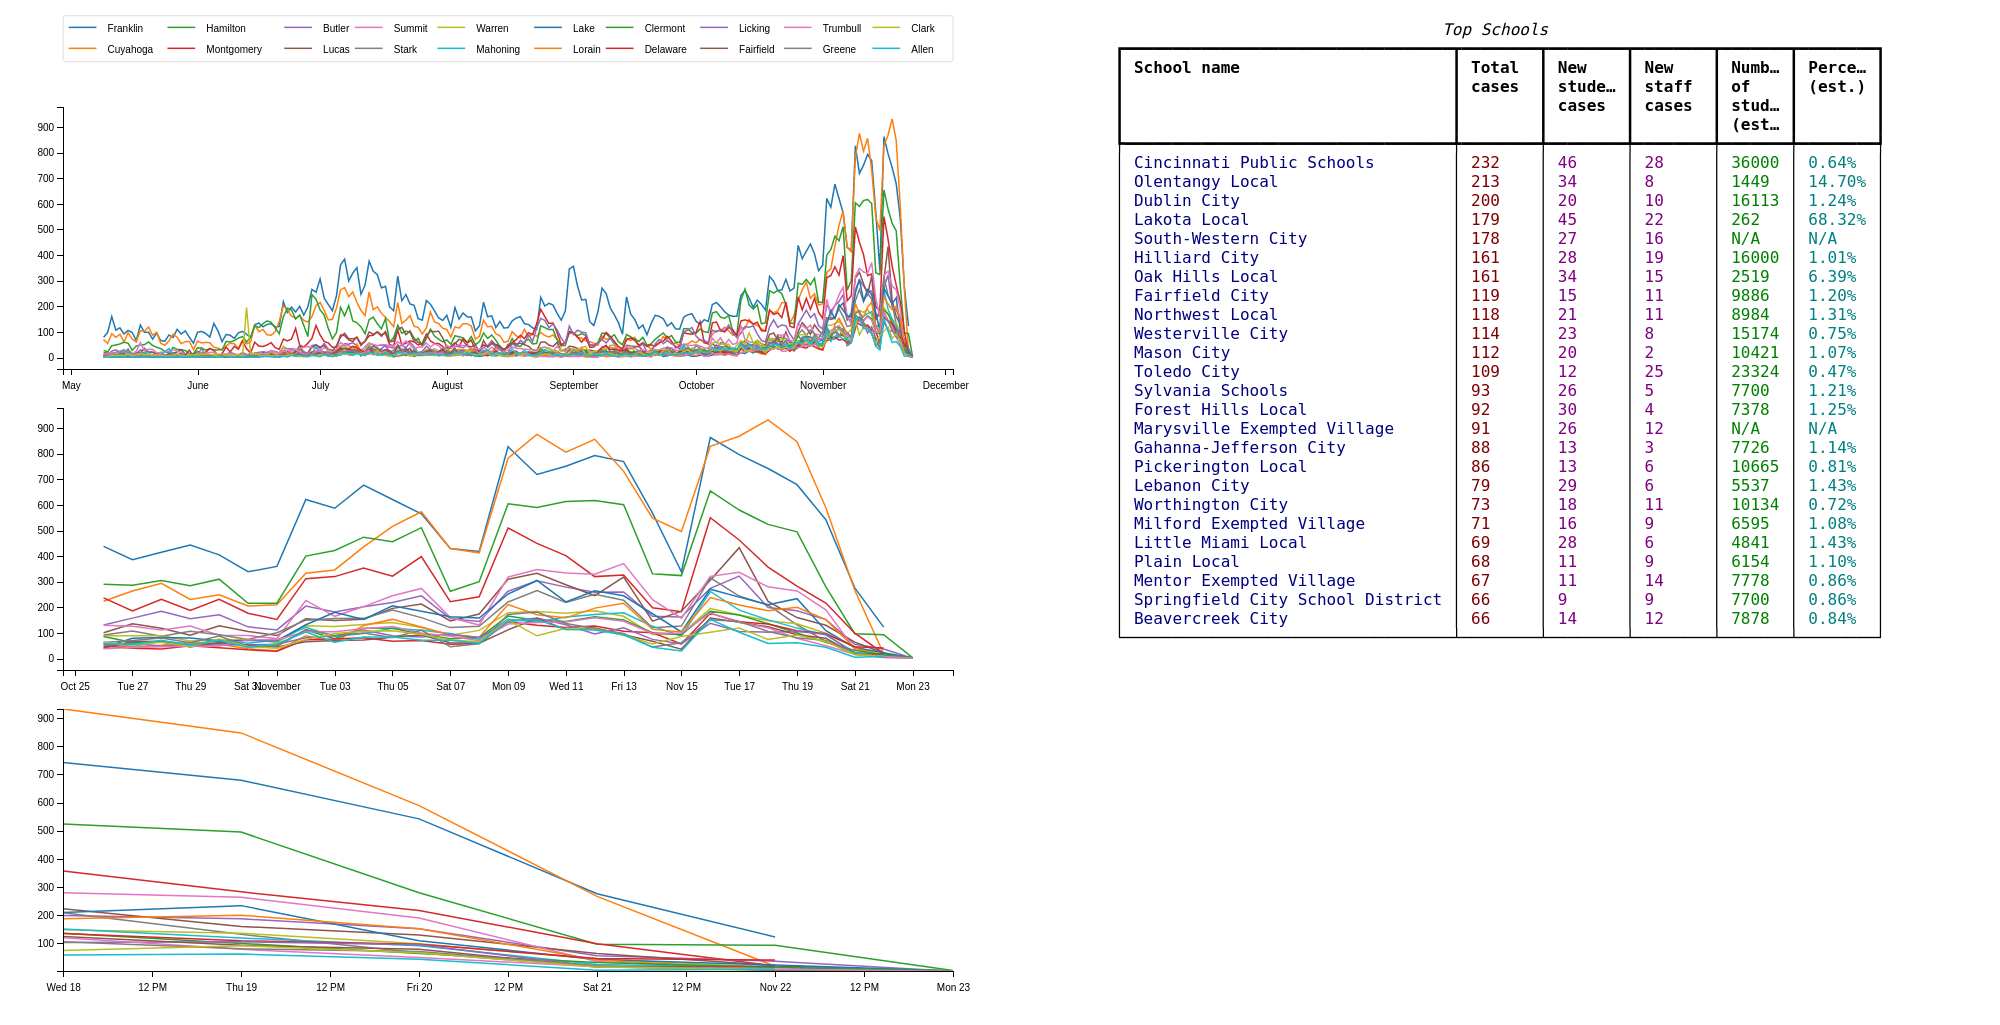 Franklin Hamilton Butler Summit Warren Lake Clermont Licking Trumbull Clark
Cuyahoga Montgomery Lucas Stark Mahoning Lorain Delaware Fairfield Greene Allen
900
800
700
600
500
400
300
200
100
0
May June July August September October November December
900
800
700
600
500
400
300
200
100
0
Oct 25 Tue 27 Thu 29 Sat 31 November Tue 03 Thu 05 Sat 07 Mon 09 Wed 11 Fri 13 Nov 15 Tue 17 Thu 19 Sat 21 Mon 23
900
800
700
600
500
400
300
200
100
Wed 18 12 PM Thu 19 12 PM Fri 20 12 PM Sat 21 12 PM Nov 22 12 PM Mon 23
Top Schools
School name Total New New Numb… Perce…
cases stude… staff of (est.)
cases cases stud…
(est…
Cincinnati Public Schools 232 46 28 36000 0.64%
Olentangy Local 213 34 8 1449 14.70%
Dublin City 200 20 10 16113 1.24%
Lakota Local 179 45 22 262 68.32%
South-Western City 178 27 16 N/A N/A
Hilliard City 161 28 19 16000 1.01%
Oak Hills Local 161 34 15 2519 6.39%
Fairfield City 119 15 11 9886 1.20%
Northwest Local 118 21 11 8984 1.31%
Westerville City 114 23 8 15174 0.75%
Mason City 112 20 2 10421 1.07%
Toledo City 109 12 25 23324 0.47%
Sylvania Schools 93 26 5 7700 1.21%
Forest Hills Local 92 30 4 7378 1.25%
Marysville Exempted Village 91 26 12 N/A N/A
Gahanna-Jefferson City 88 13 3 7726 1.14%
Pickerington Local 86 13 6 10665 0.81%
Lebanon City 79 29 6 5537 1.43%
Worthington City 73 18 11 10134 0.72%
Milford Exempted Village 71 16 9 6595 1.08%
Little Miami Local 69 28 6 4841 1.43%
Plain Local 68 11 9 6154 1.10%
Mentor Exempted Village 67 11 14 7778 0.86%
Springfield City School District 66 9 9 7700 0.86%
Beavercreek City 66 14 12 7878 0.84%